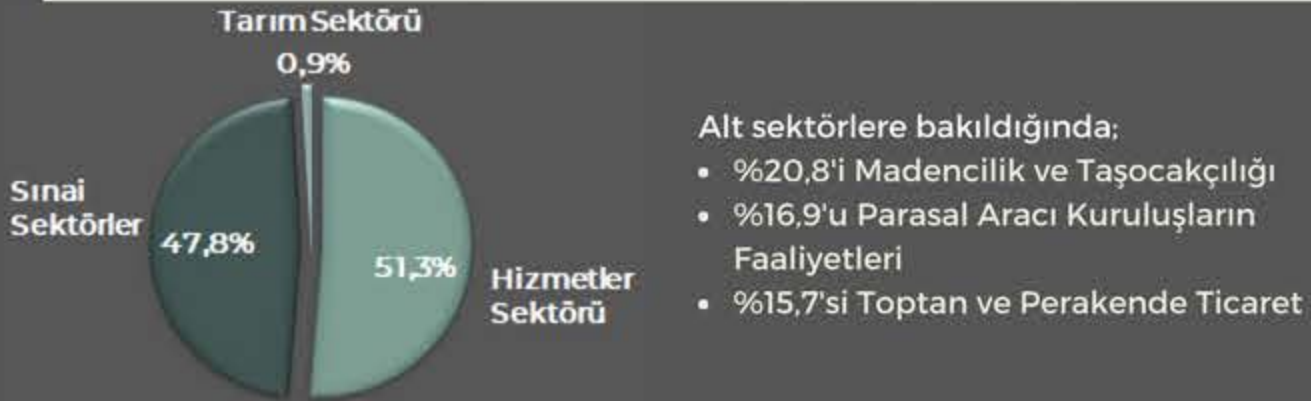 Tarım Sektörü
0,9%
Sınai
Sektörler
47,8%
51,3%
Hizmetler
Sektörü
Alt sektörlere bakıldığında;
• %20,8'i Madencilik ve Taşocakçılığı
• %16,9'u Parasal Aracı Kuruluşların
Faaliyetleri
• %15,7'si Toptan ve Perakende Ticaret